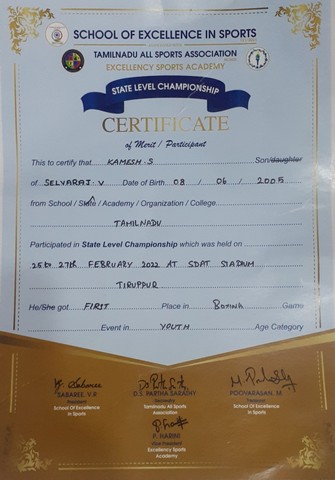 SCHOOL OF EXCELLENCE IN SPORTS
TAMILNADU ALL SPORTS ASSOCIATION
EXCELLENCY SPORTS ACADEMY
STATE LEVEL CHAMPIONSHIP
CERTIFICATE
of Merit / Participant
This to certify that KAMESH.S Son/daughter
of SELVARAJ.V Date of Birth 08 / 06 / 2005
from School / State / Academy / Organization / College
TAMILNADU
Participated in State Level Championship which was held on
25to 27th FEBRUARY 2022 AT SDAT STADIUM
TIRUPPUR
He/She got FIRST Place in Boxing Game
Event in YOUTH Age Category
SABAREE. V.R
President
School Of Excellence
in Sports
D.S. PARTHA SARATHY
Secretary
Tamilnadu All Sports
Association
POOVARASAN. M
Treasurer
School Of Excellence
in Sports
P. HARINI
Vice President
Excellency Sports
Academy